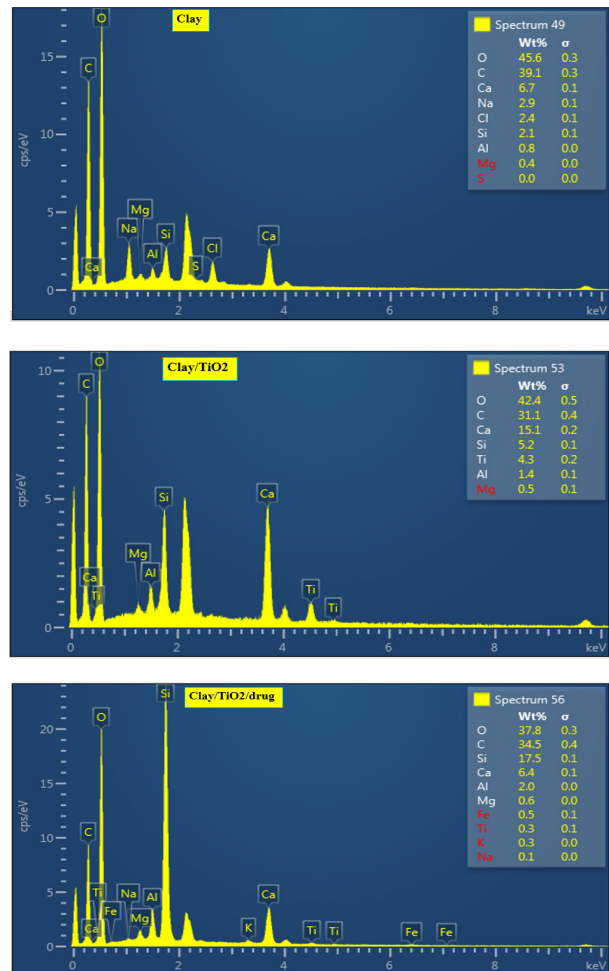 Clay
Spectrum 49
Wt% σ
O 45.6 0.3
C 39.1 0.3
Ca 6.7 0.1
Na 2.9 0.1
Cl 2.4 0.1
Si 2.1 0.1
Al 0.8 0.0
Mg 0.4 0.0
S 0.0 0.0
cps/eV
15
10
5
0
O
C
Ca
Na
Mg
Al
Si
S
Cl
Ca
0 2 4 6 8 keV
Clay/TiO2
Spectrum 53
Wt% σ
O 42.4 0.5
C 31.1 0.4
Ca 15.1 0.2
Si 5.2 0.1
Ti 4.3 0.2
Al 1.4 0.1
Mg 0.5 0.1
cps/eV
10
5
0
O
C
Ca
Ti
Mg
Al
Si
Ca
Ti
Ti
0 2 4 6 8 keV
Clay/TiO2/drug
Spectrum 56
Wt% σ
O 37.8 0.3
C 34.5 0.4
Si 17.5 0.1
Ca 6.4 0.1
Al 2.0 0.0
Mg 0.6 0.0
Fe 0.5 0.1
Ti 0.3 0.1
K 0.3 0.0
Na 0.1 0.0
cps/eV
20
15
10
5
0
Si
O
C
Ti
Ca
Fe
Na
Mg
Al
K
Ca
Ti
Ti
Fe
Fe
0 2 4 6 8 keV